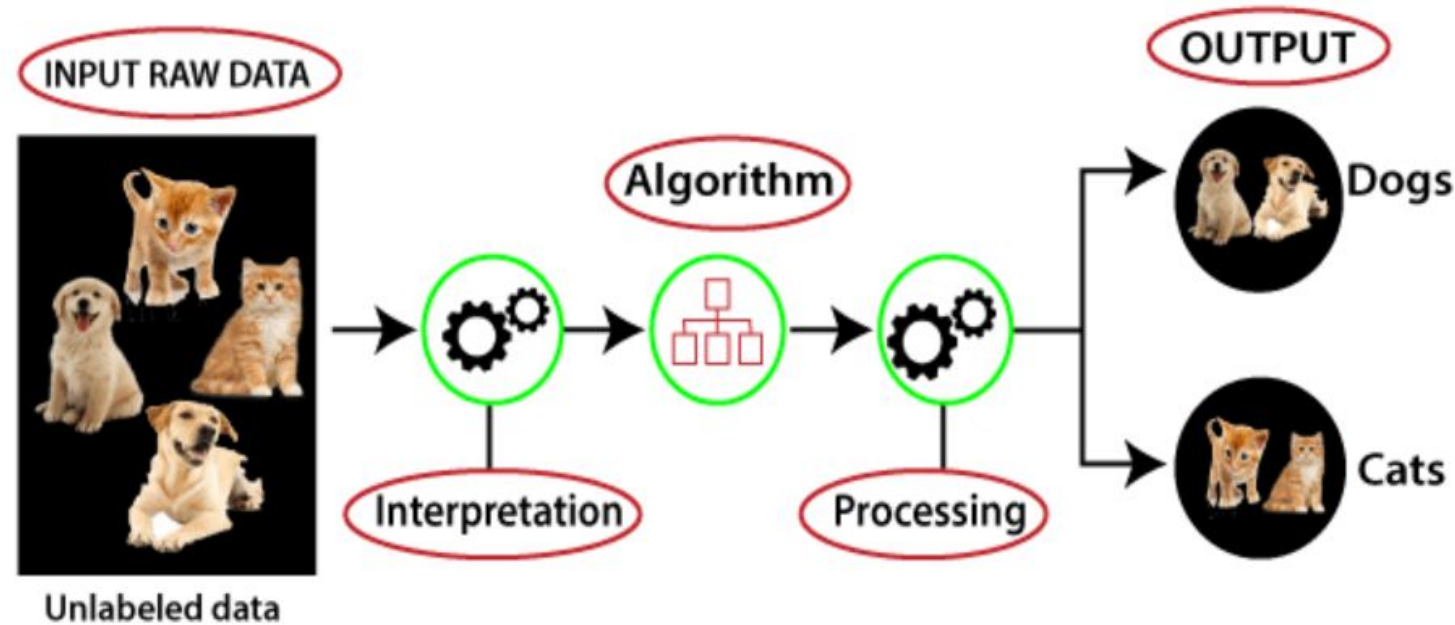 INPUT RAW DATA
Unlabeled data
Interpretation
Algorithm
Processing
OUTPUT
Dogs
Cats